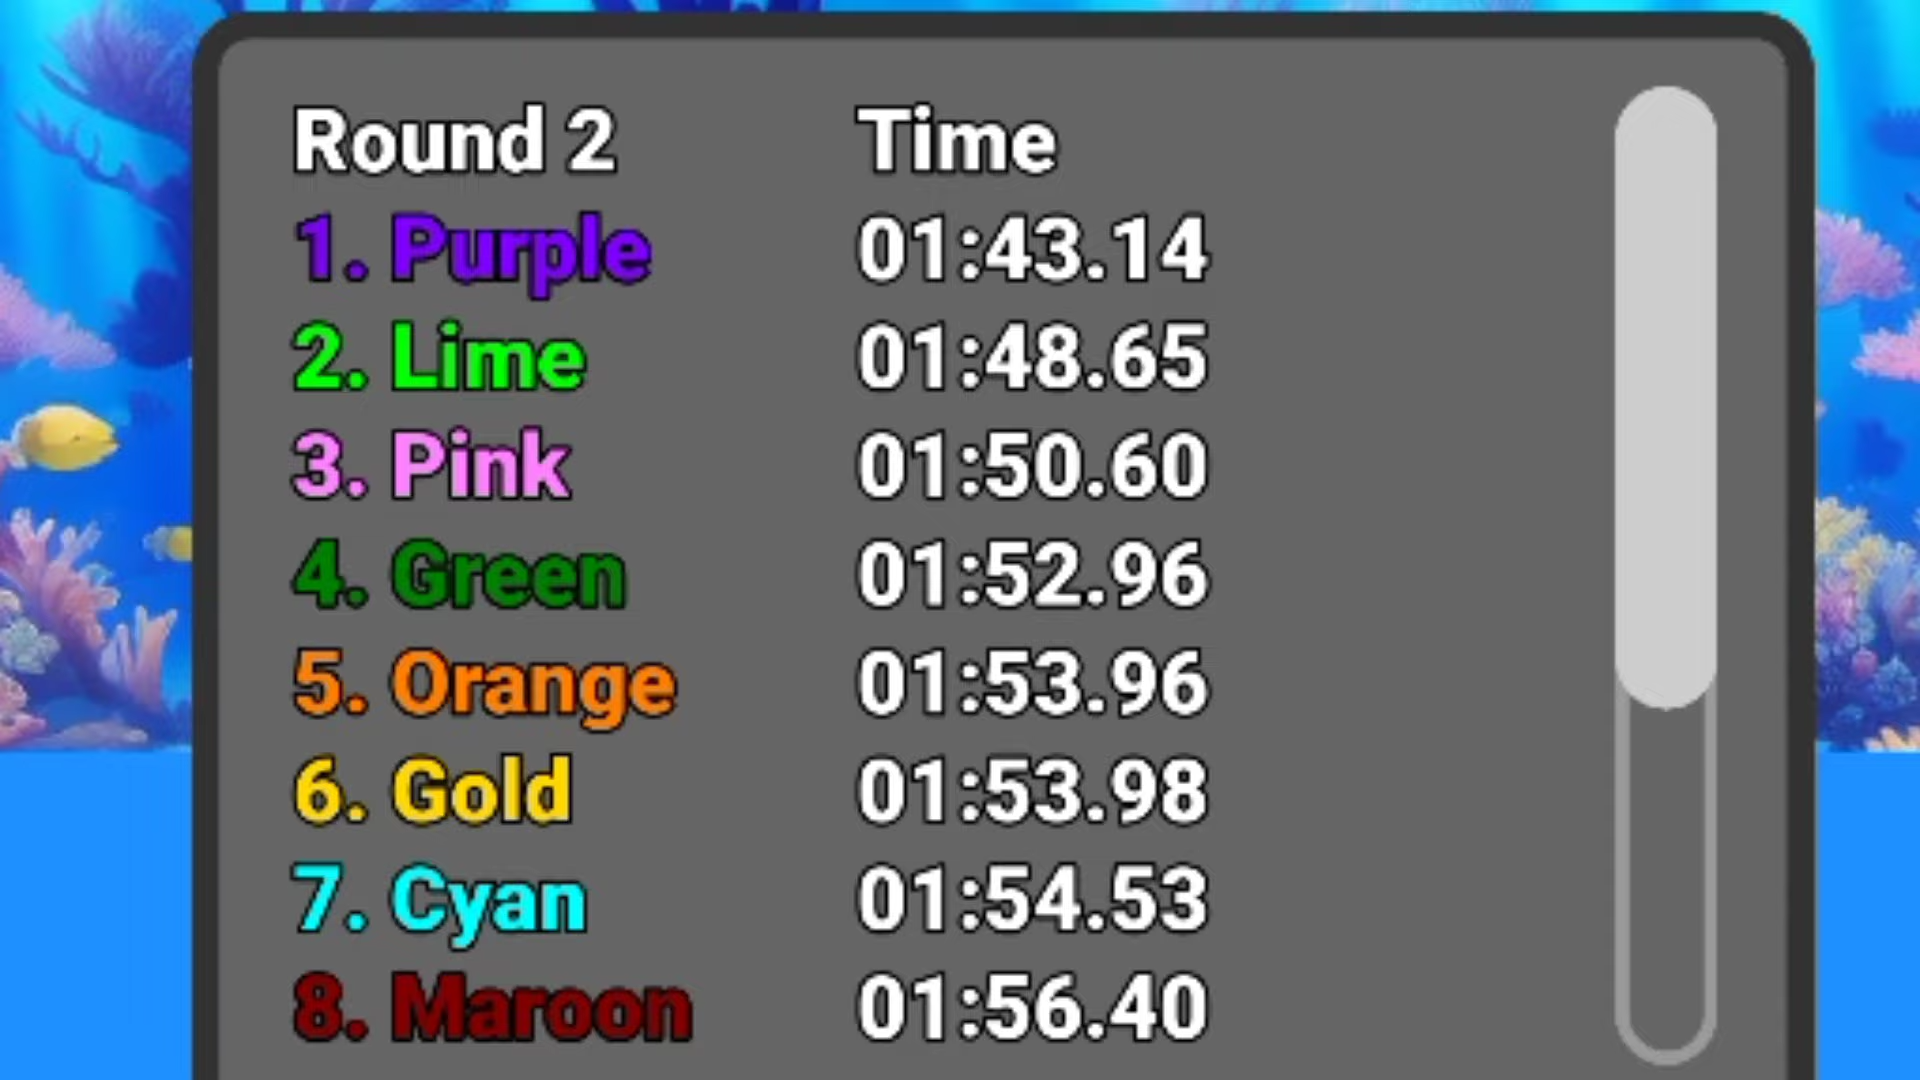 Round 2 Time
1. Purple 01:43.14
2. Lime 01:48.65
3. Pink 01:50.60
4. Green 01:52.96
5. Orange 01:53.96
6. Gold 01:53.98
7. Cyan 01:54.53
8. Maroon 01:56.40